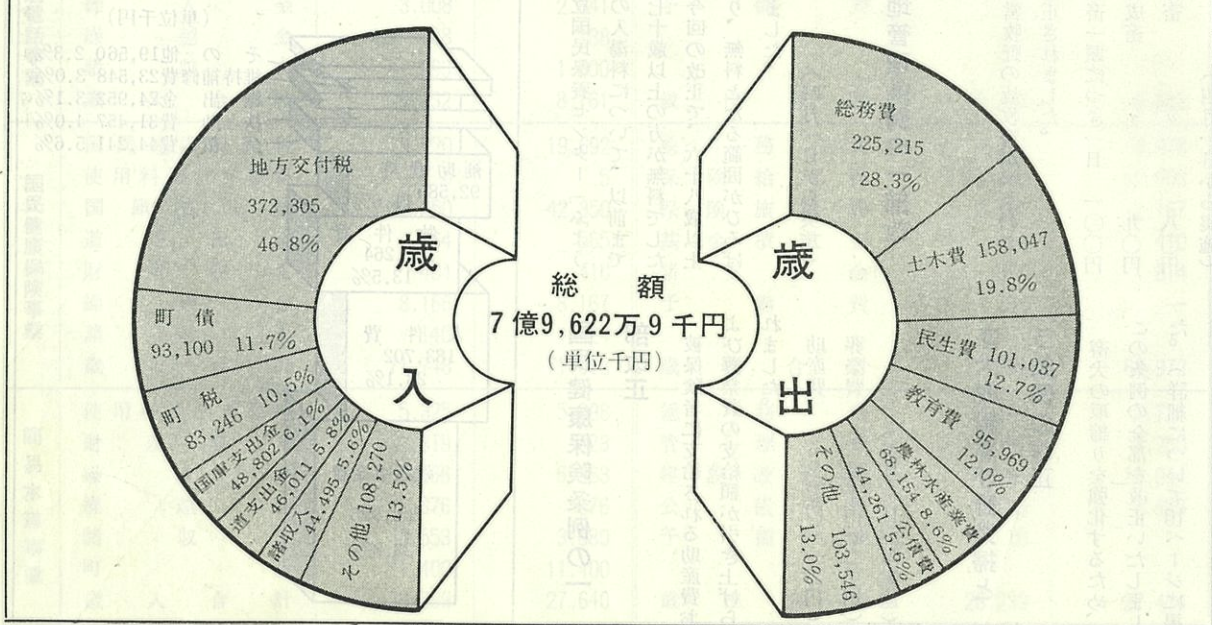 歳入
地方交付税
372,305
46.8%
町債
93,100 11.7%
町税
83,246 10.5%
国庫支出金
48,802 6.1%
道支出金
46,011 5.8%
諸収入
44,495 5.6%
その他 108,270
13.5%
総額
7億9,622万9千円
(単位千円)
歳出
総務費
225,215
28.3%
土木費 158,047
19.8%
民生費 101,037
12.7%
教育費 95,969
12.0%
農林水産業費
68,154 8.6%
公債費
44,261 5.6%
その他 103,546
13.0%